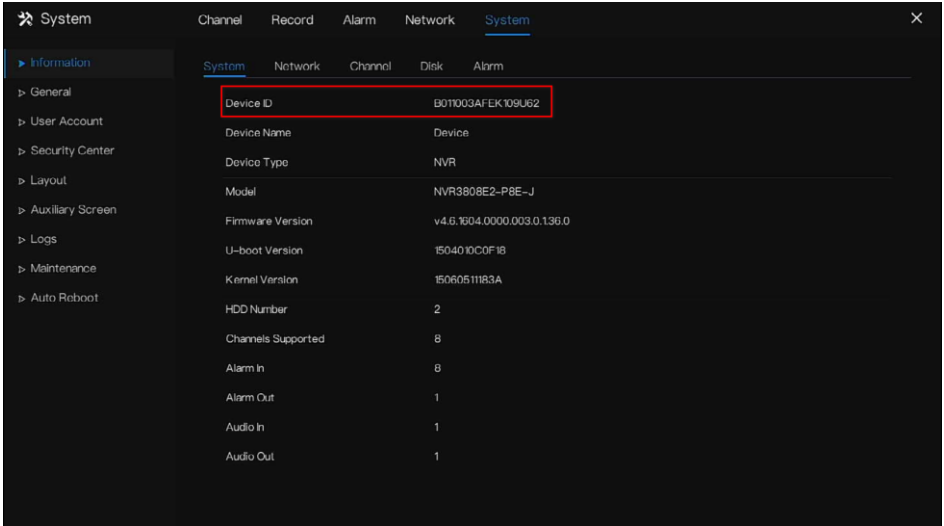 System
Channel Record Alarm Network System
Information
General
User Account
Security Center
Layout
Auxiliary Screen
Logs
Maintenance
Auto Reboot
System Network Channel Disk Alarm
Device ID B011003AFEK109U62
Device Name Device
Device Type NVR
Model NVR3808E2-P8E-J
Firmware Version v4.6.1604.0000.003.0.1.36.0
U-boot Version 1504010C0F18
Kernel Version 15060511183A
HDD Number 2
Channels Supported 8
Alarm In 8
Alarm Out 1
Audio In 1
Audio Out 1